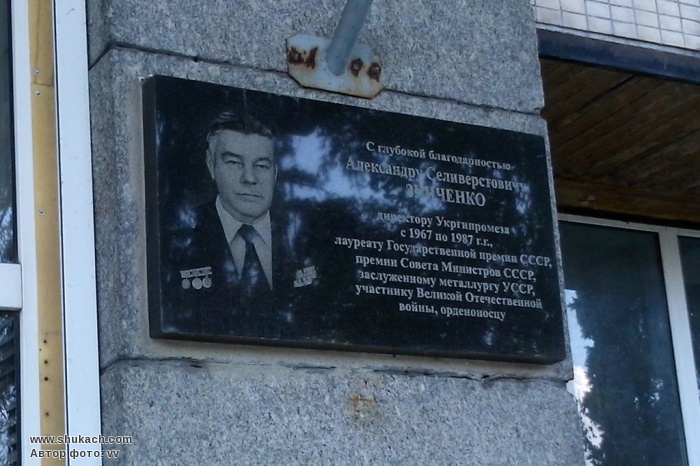 С глубокой благодарностью
Александру Селиверстовичу
ЗИНЧЕНКО
директору Укргипромеза
с 1967 по 1987 г.г.,
лауреату Государственной премии СССР,
премии Совета Министров СССР,
заслуженному металлургу УССР,
участнику Великой Отечественной
войны, орденоносцу
www.shukach.com
Автор фото: vv